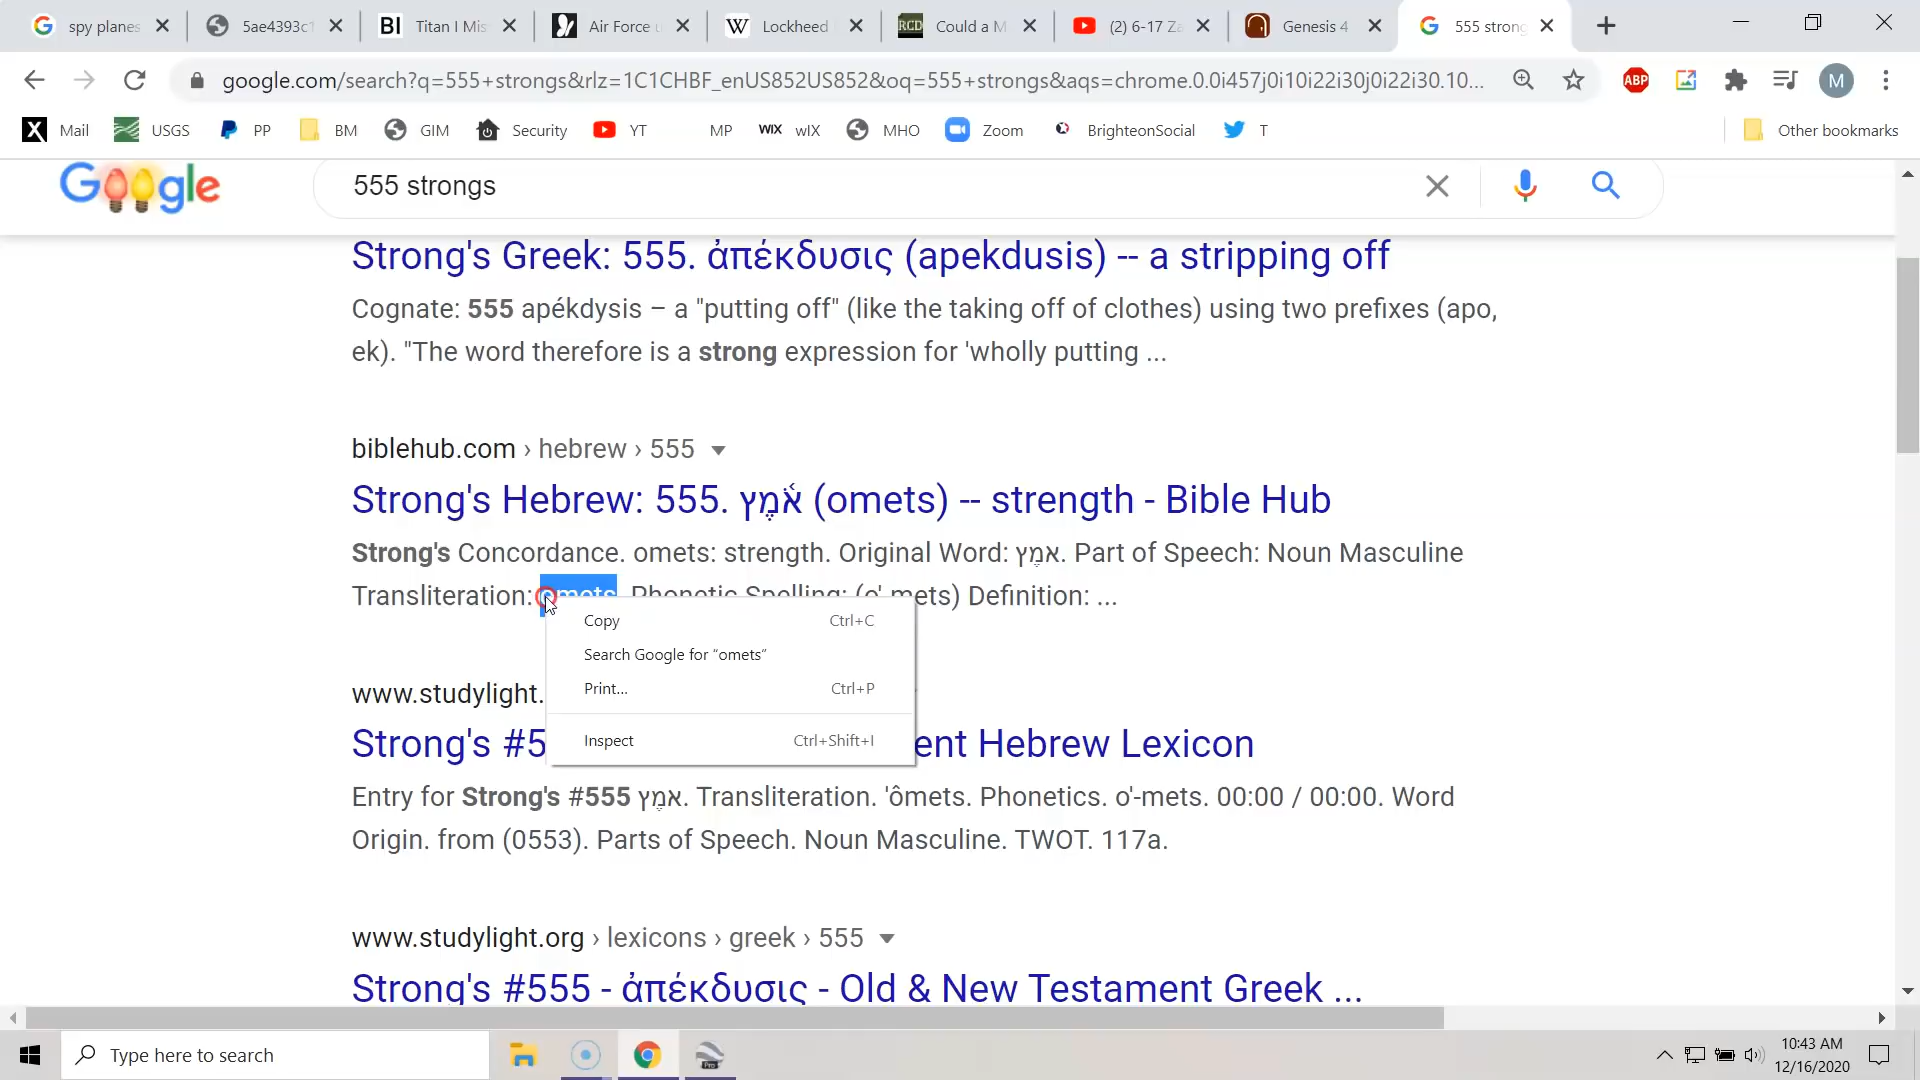 spy planes
5ae4393c1
BI Titan I Mis
Air Force u
W Lockheed
RCD Could a M
(2) 6-17 Za
Genesis 4
555 strong
google.com/search?q=555+strongs&rlz=1C1CHBF_enUS852US852&oq=555+strongs&aqs=chrome.0.0i457j0i10i22i30j0i22i30.10...
ABP
M
X Mail
USGS
PP
BM
GIM
Security
YT
MP
WIX wIX
MHO
Zoom
BrighteonSocial
T
Other bookmarks
Google
555 strongs
Strong's Greek: 555. ἀπέκδυσις (apekdusis) -- a stripping off
Cognate: 555 apékdysis – a "putting off" (like the taking off of clothes) using two prefixes (apo,
ek). "The word therefore is a strong expression for 'wholly putting ...
biblehub.com › hebrew › 555
Strong's Hebrew: 555. אֹ֫מֶץ (omets) -- strength - Bible Hub
Strong's Concordance. omets: strength. Original Word: אמֶץ. Part of Speech: Noun Masculine
Transliteration: omets. Phonetic Spelling: (o' mets) Definition: ...
Copy Ctrl+C
Search Google for “omets”
Print... Ctrl+P
Inspect Ctrl+Shift+I
www.studylight.
Strong's #5 ent Hebrew Lexicon
Entry for Strong's #555 אמֶץ. Transliteration. 'ômets. Phonetics. o'-mets. 00:00 / 00:00. Word
Origin. from (0553). Parts of Speech. Noun Masculine. TWOT. 117a.
www.studylight.org › lexicons › greek › 555
Strong's #555 - ἀπέκδυσις - Old & New Testament Greek ...
Type here to search
10:43 AM
12/16/2020